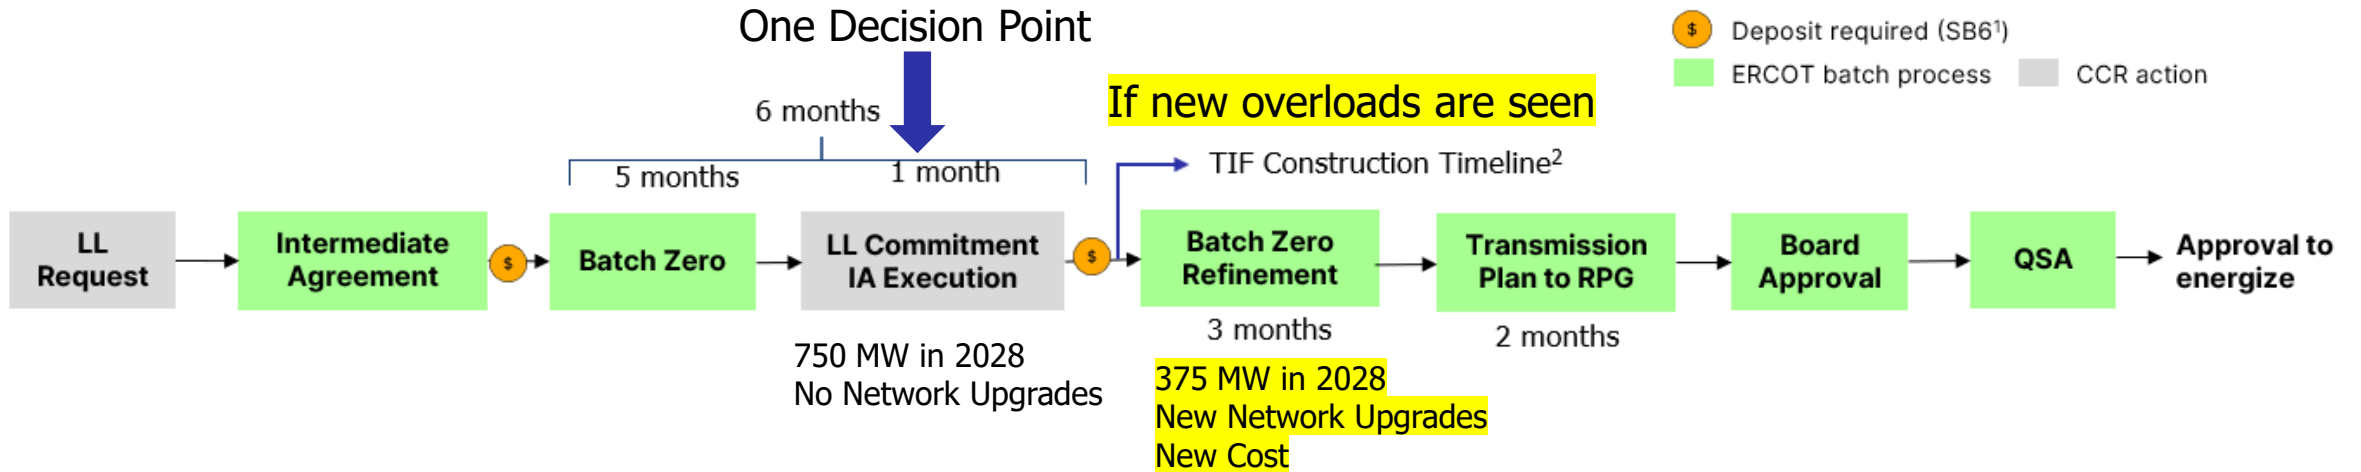 One Decision Point
$ Deposit required (SB6¹)
ERCOT batch process
CCR action
If new overloads are seen
6 months
5 months
1 month
TIF Construction Timeline²
LL
Request
Intermediate
Agreement
$
Batch Zero
LL Commitment
IA Execution
$
Batch Zero
Refinement
Transmission
Plan to RPG
Board
Approval
QSA
Approval to
energize
3 months
2 months
750 MW in 2028
No Network Upgrades
375 MW in 2028
New Network Upgrades
New Cost